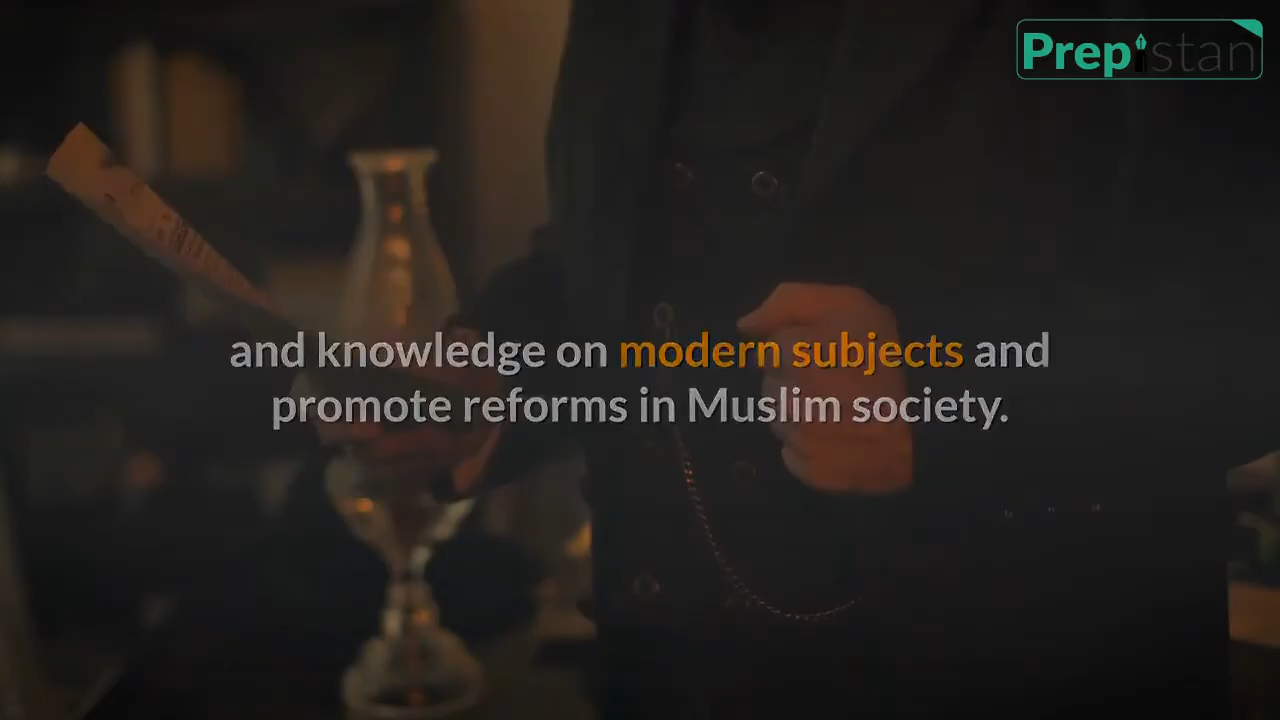 Prepistan
and knowledge on modern subjects and
promote reforms in Muslim society.